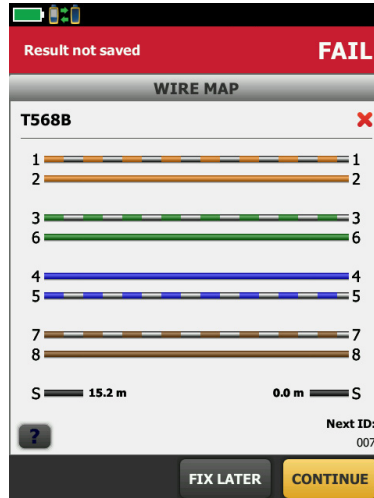 Result not saved FAIL
WIRE MAP
T568B
1 1
2 2
3 3
6 6
4 4
5 5
7 7
8 8
S 15.2 m 0.0 m S
Next ID:
? 007
FIX LATER CONTINUE